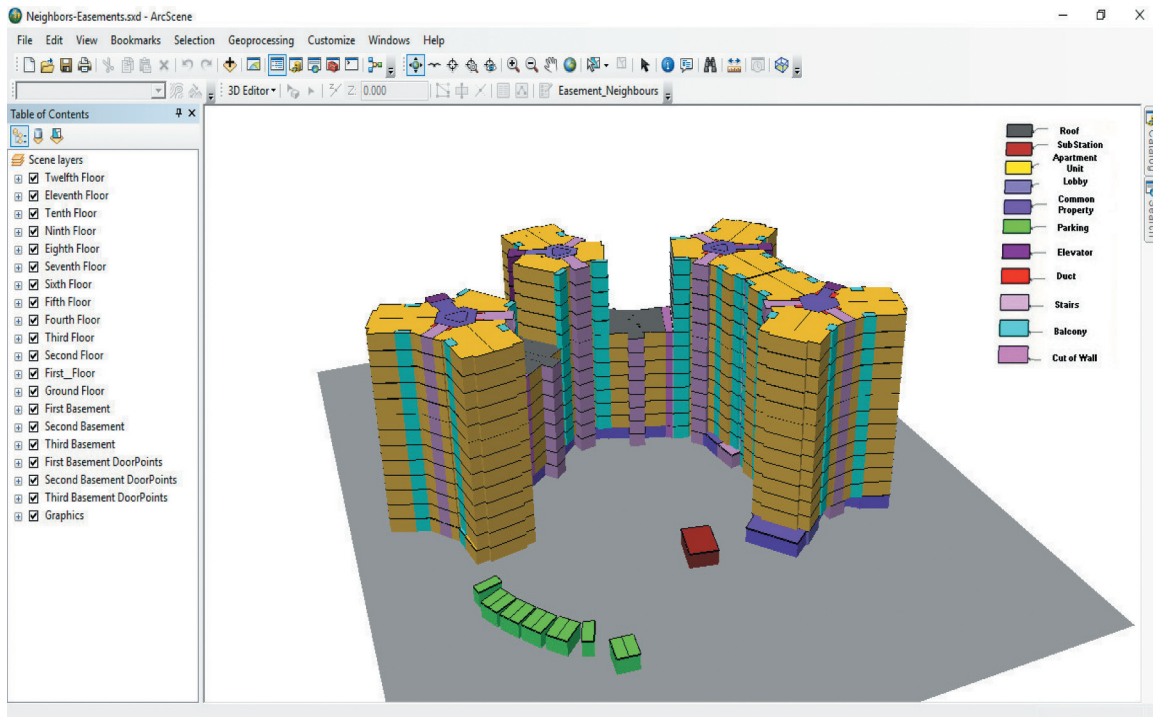 Neighbors-Easements.sxd - ArcScene
File Edit View Bookmarks Selection Geoprocessing Customize Windows Help
3D Editor Z: 0.000 Easement_Neighbours
Table of Contents
Scene layers
Twelfth Floor
Eleventh Floor
Tenth Floor
Ninth Floor
Eighth Floor
Seventh Floor
Sixth Floor
Fifth Floor
Fourth Floor
Third Floor
Second Floor
First__Floor
Ground Floor
First Basement
Second Basement
Third Basement
First Basement DoorPoints
Second Basement DoorPoints
Third Basement DoorPoints
Graphics
Roof
SubStation
Apartment
Unit
Lobby
Common
Property
Parking
Elevator
Duct
Stairs
Balcony
Cut of Wall
Catalog
Search